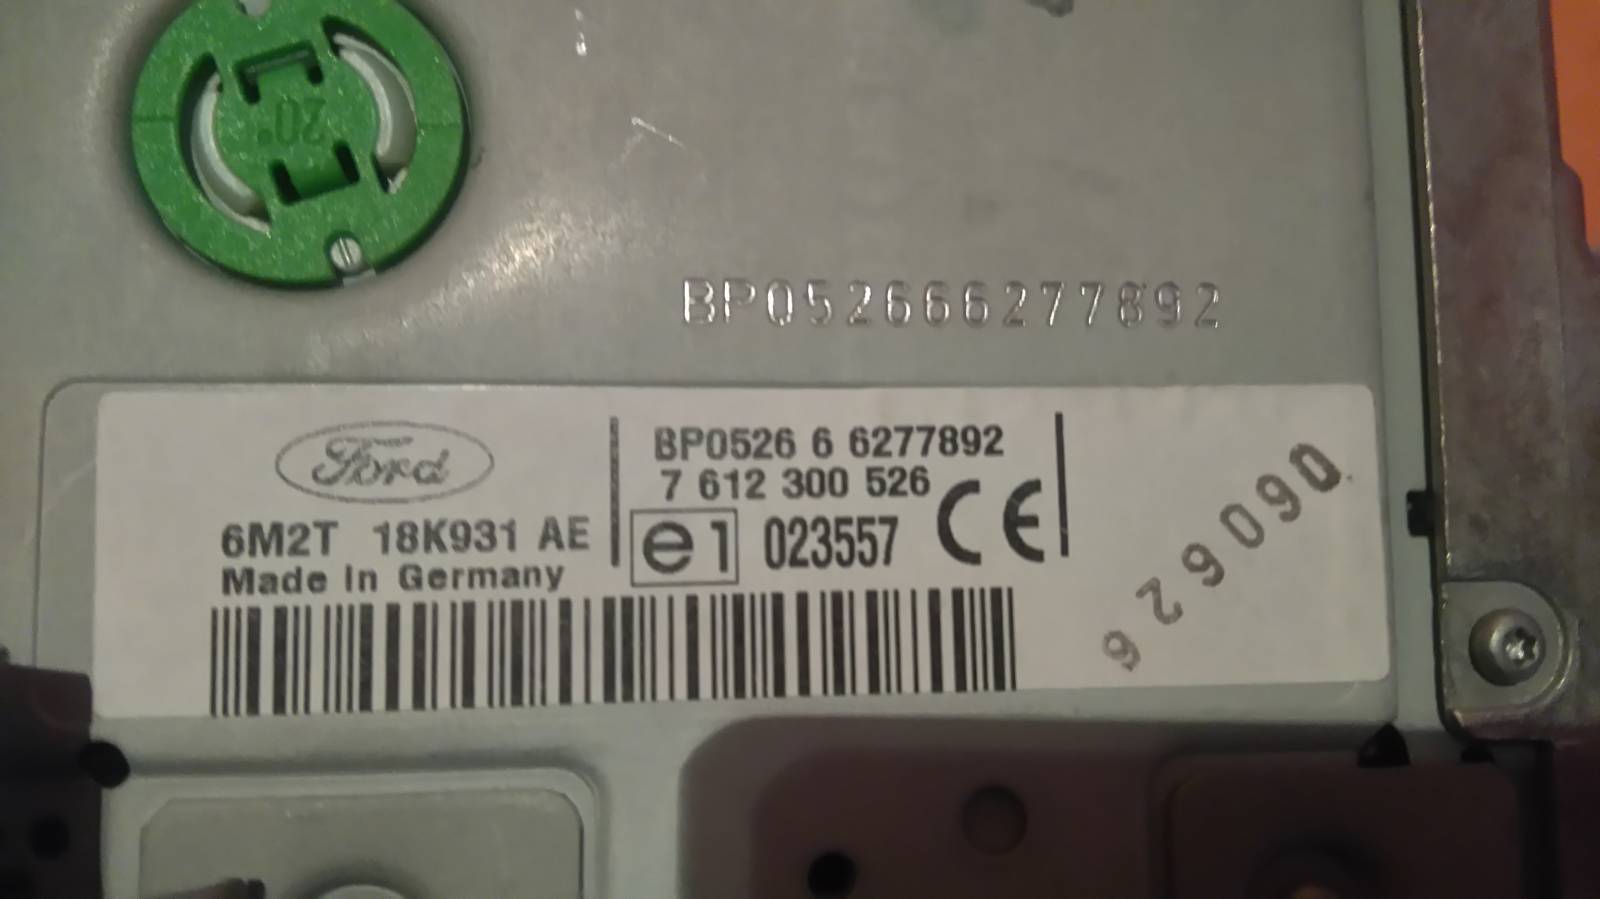 20°
BP052666277892
Ford
6M2T 18K931 AE
Made In Germany
BP0526 6 6277892
7 612 300 526
e1 023557 CE
060629